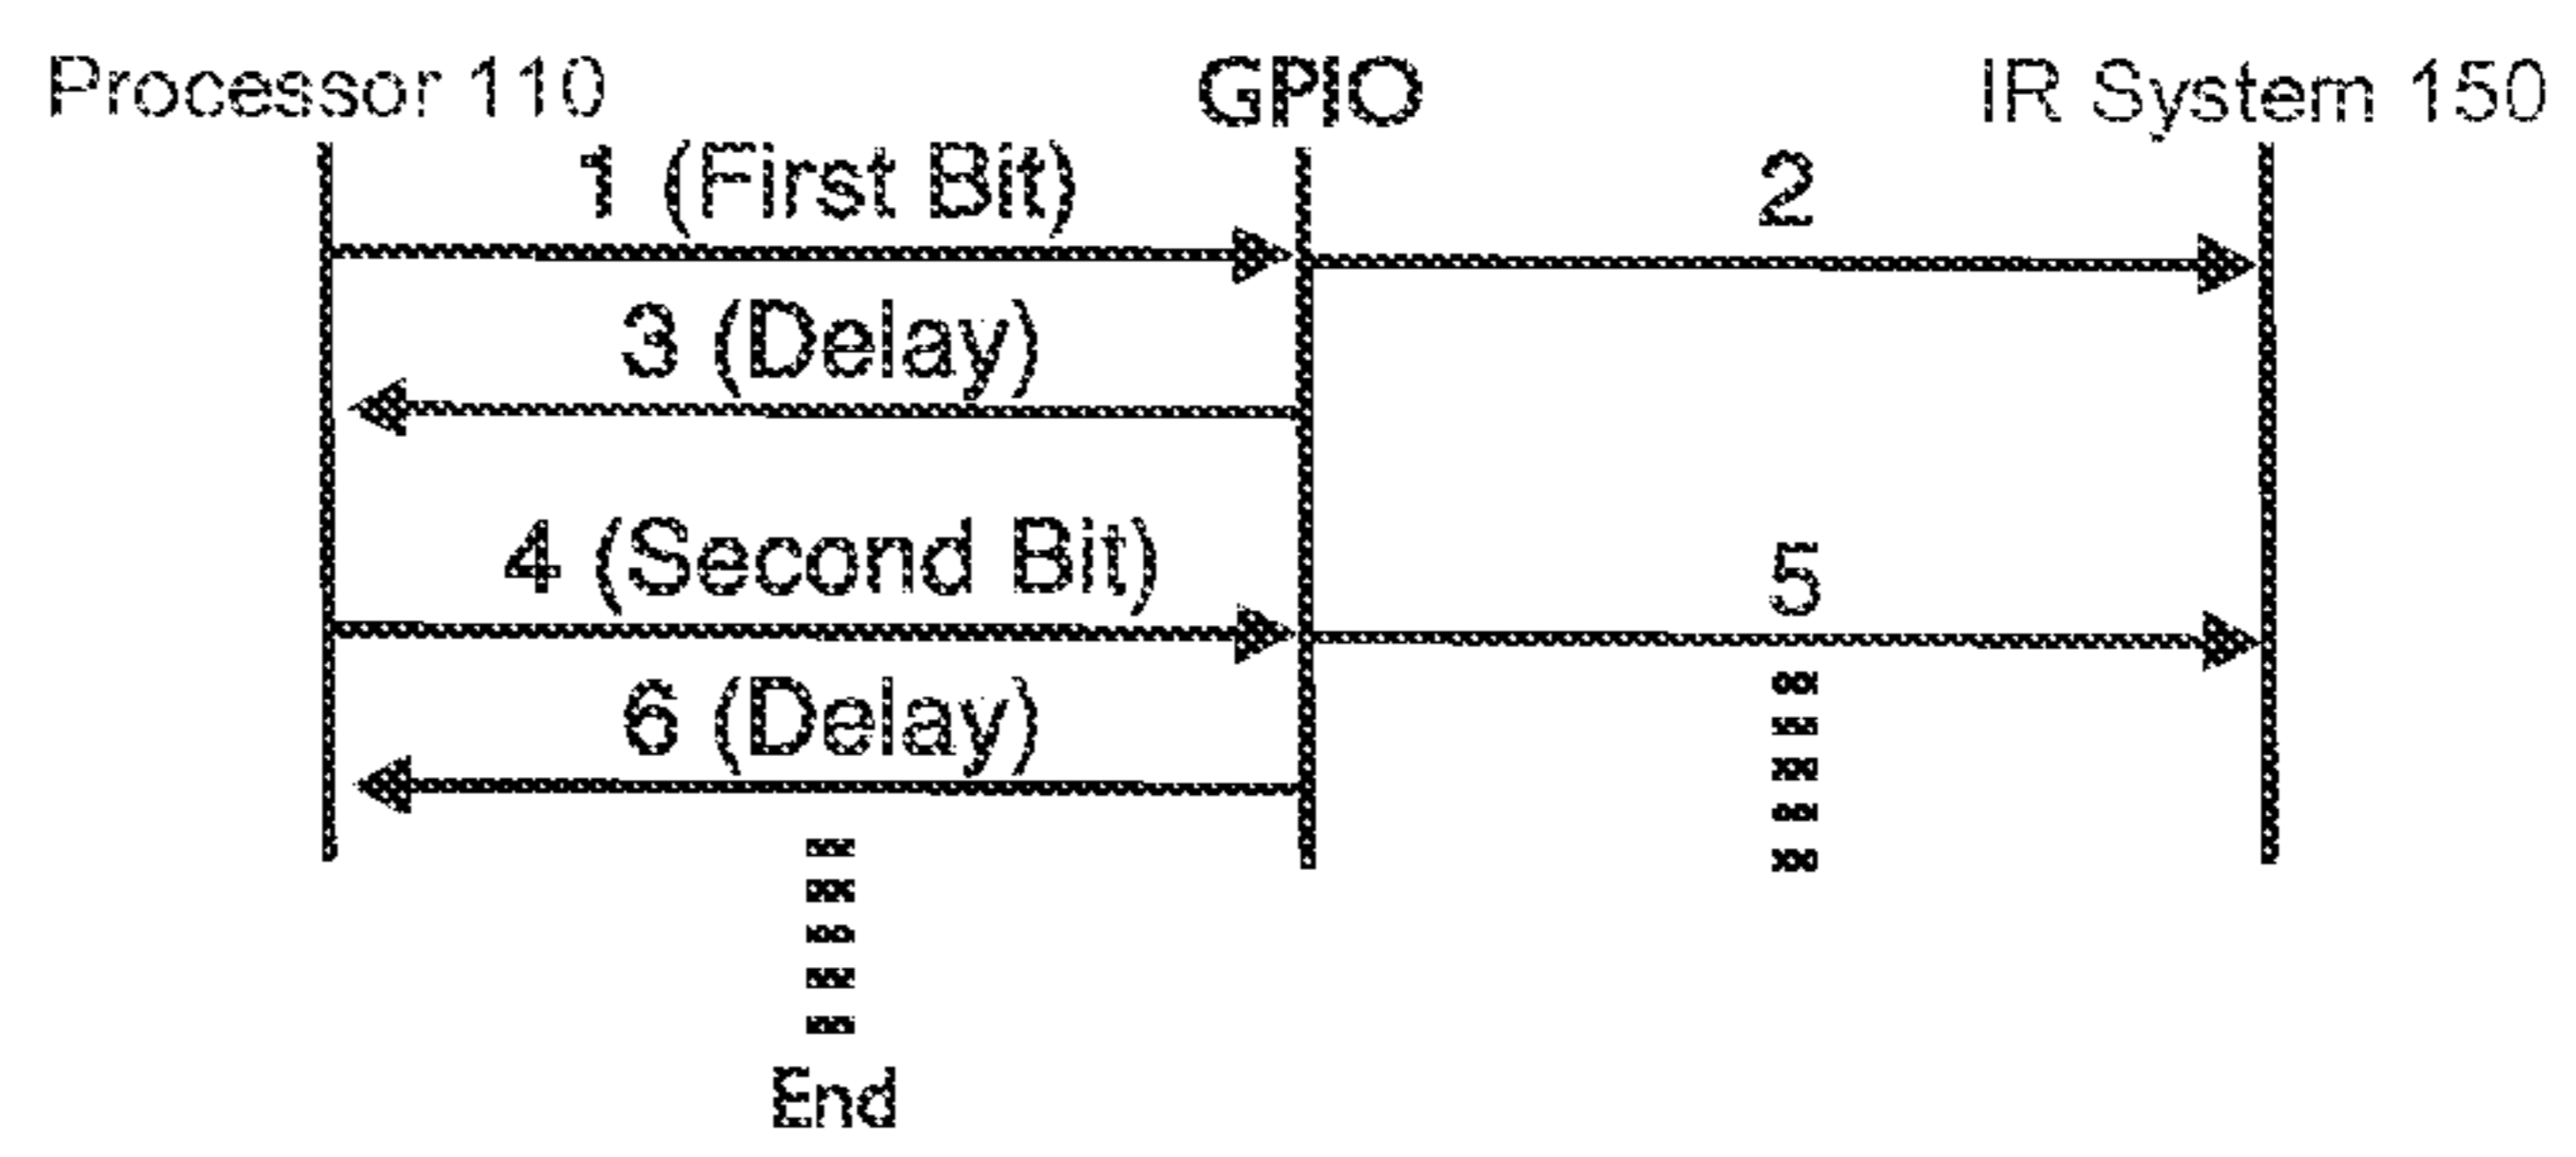 Processor 110 GPIO IR System 150
1 (First Bit) 2
3 (Delay)
4 (Second Bit) 5
6 (Delay)
End